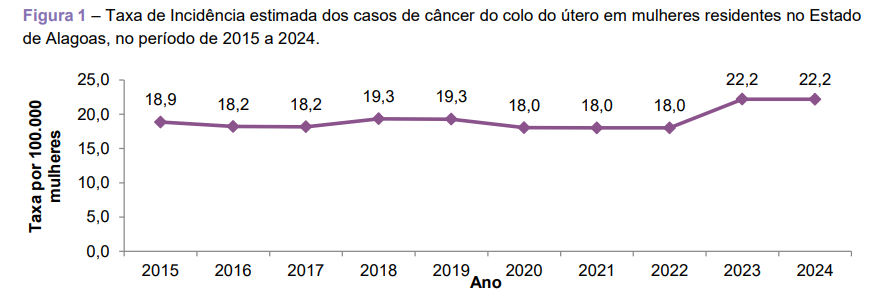 Figura 1 – Taxa de Incidência estimada dos casos de câncer do colo do útero em mulheres residentes no Estado
de Alagoas, no período de 2015 a 2024.
Taxa por 100.000
mulheres
25,0
20,0
15,0
10,0
5,0
0,0
18,9 18,2 18,2 19,3 19,3 18,0 18,0 18,0 22,2 22,2
2015 2016 2017 2018 2019 2020 2021 2022 2023 2024
Ano